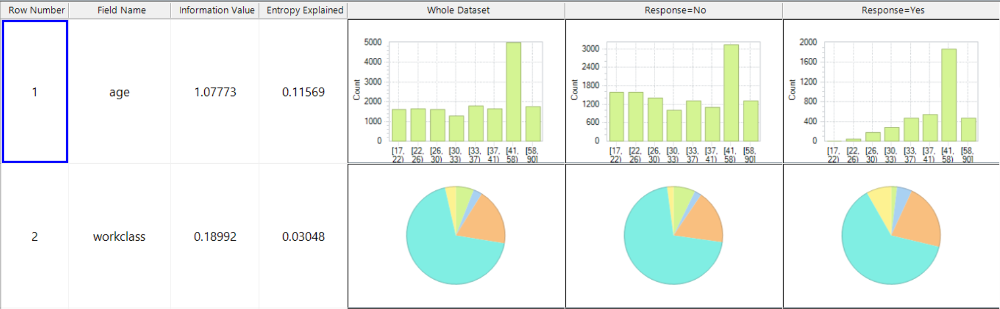 Row Number Field Name Information Value Entropy Explained Whole Dataset Response=No Response=Yes
1 age 1.07773 0.11569
5000
4000
3000
2000
1000
0
Count
[17, 22) [22, 26) [26, 30) [30, 33) [33, 37) [37, 41) [41, 58) [58, 90]
3000
2400
1800
1200
600
0
Count
[17, 22) [22, 26) [26, 30) [30, 33) [33, 37) [37, 41) [41, 58) [58, 90]
2000
1600
1200
800
400
0
Count
[17, 22) [22, 26) [26, 30) [30, 33) [33, 37) [37, 41) [41, 58) [58, 90]
2 workclass 0.18992 0.03048